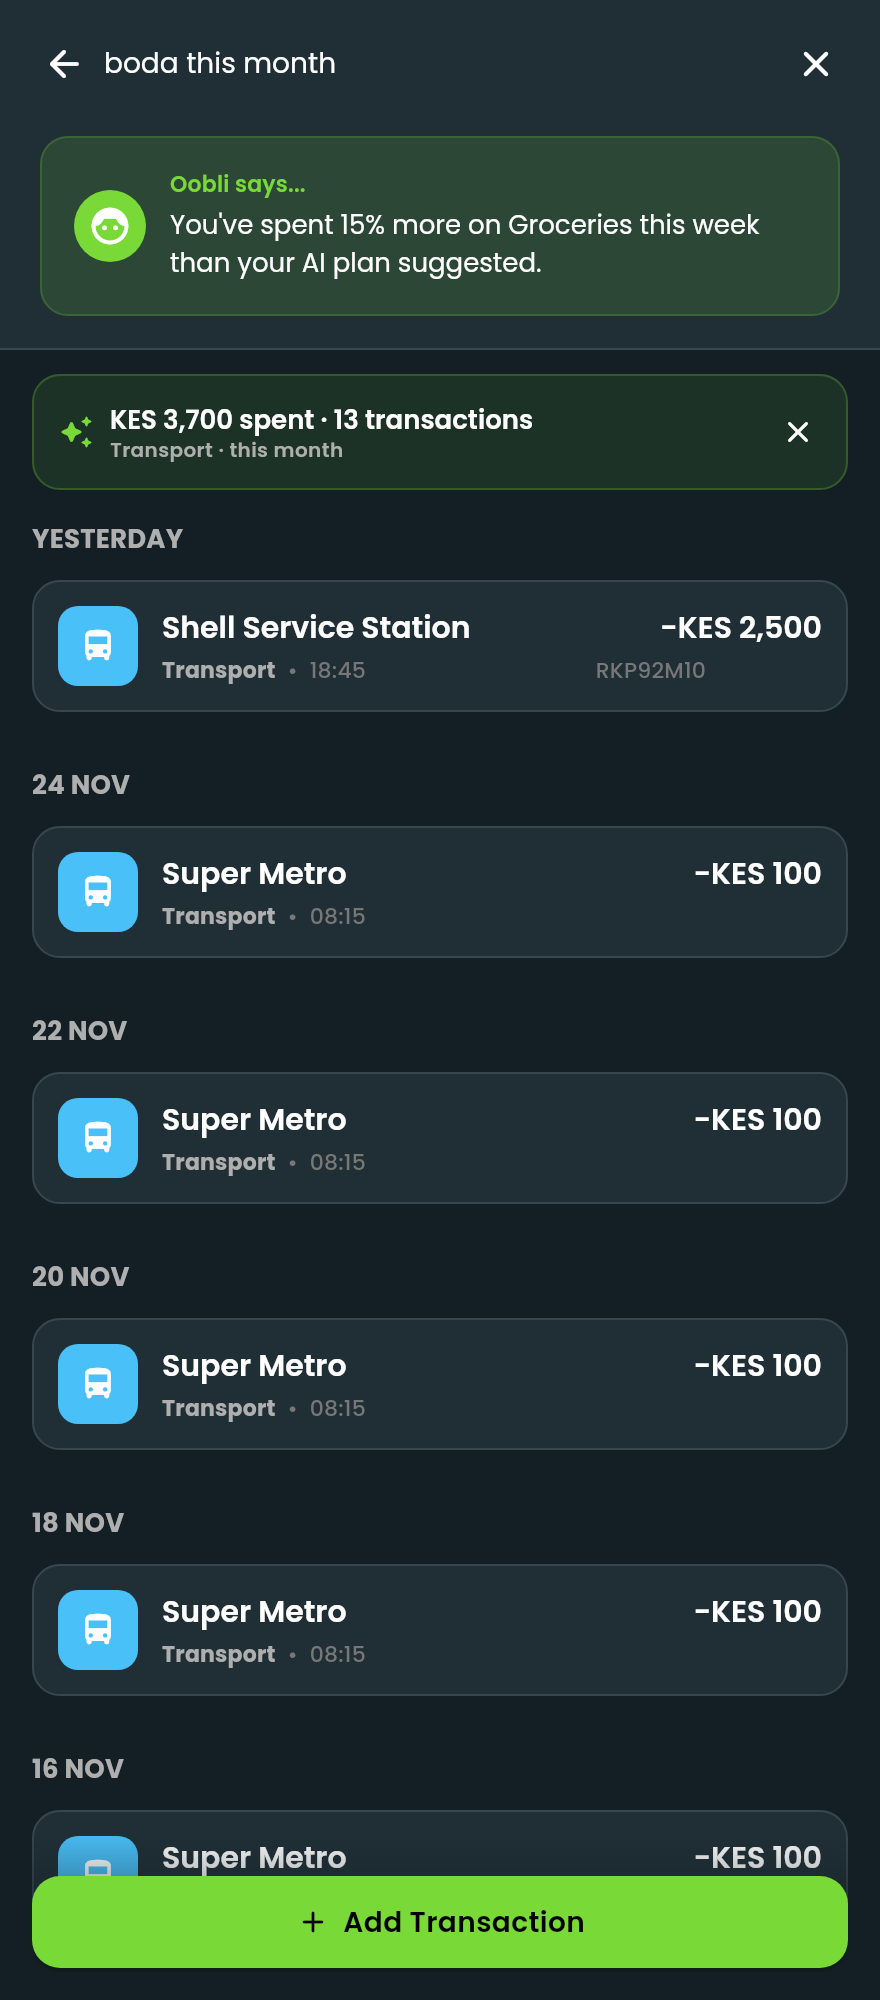 boda this month
Oobli says...
You've spent 15% more on Groceries this week
than your AI plan suggested.
KES 3,700 spent · 13 transactions
Transport · this month
YESTERDAY
Shell Service Station -KES 2,500
Transport • 18:45 RKP92M10
24 NOV
Super Metro -KES 100
Transport • 08:15
22 NOV
Super Metro -KES 100
Transport • 08:15
20 NOV
Super Metro -KES 100
Transport • 08:15
18 NOV
Super Metro -KES 100
Transport • 08:15
16 NOV
Super Metro -KES 100
+ Add Transaction